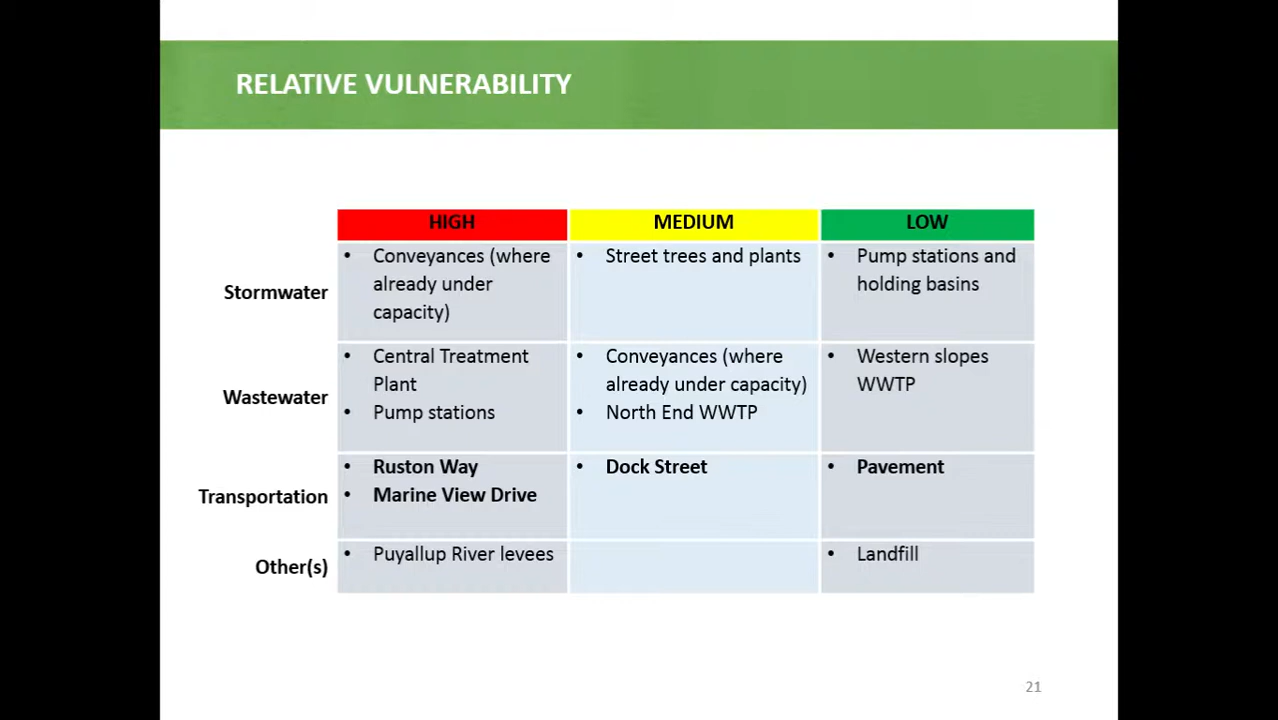 RELATIVE VULNERABILITY
HIGH
MEDIUM
LOW
Stormwater
• Conveyances (where
already under
capacity)
• Street trees and plants
• Pump stations and
holding basins
Wastewater
• Central Treatment
Plant
• Pump stations
• Conveyances (where
already under capacity)
• North End WWTP
• Western slopes
WWTP
Transportation
• Ruston Way
• Marine View Drive
• Dock Street
• Pavement
Other(s)
• Puyallup River levees
• Landfill
21